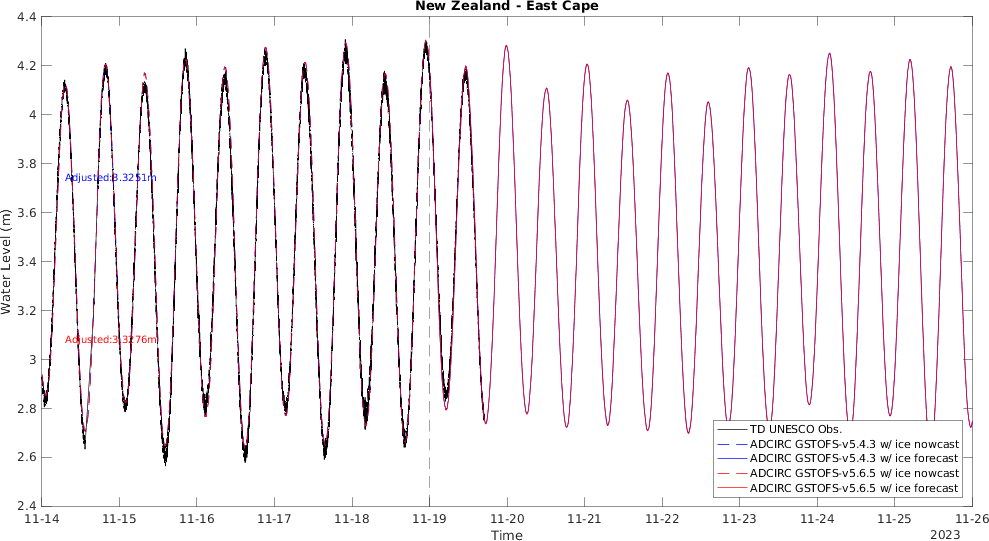 New Zealand - East Cape
4.4
4.2
4
3.8
3.6
3.4
3.2
3
2.8
2.6
2.4
Water Level (m)
Adjusted:3.3251m
Adjusted:3.3276m
TD UNESCO Obs.
ADCIRC GSTOFS-v5.4.3 w/ ice nowcast
ADCIRC GSTOFS-v5.4.3 w/ ice forecast
ADCIRC GSTOFS-v5.6.5 w/ ice nowcast
ADCIRC GSTOFS-v5.6.5 w/ ice forecast
11-14 11-15 11-16 11-17 11-18 11-19 11-20 11-21 11-22 11-23 11-24 11-25 11-26
Time
2023